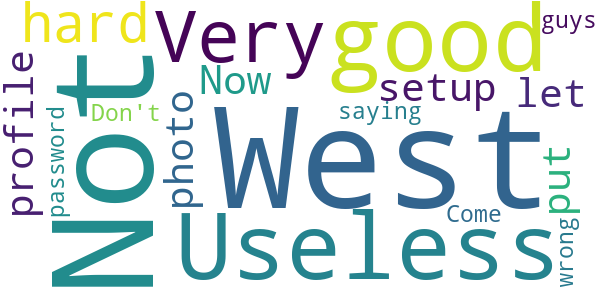 hard
Very
good
guys
Now
setup
let
profile
Not
Don't
photo
saying
password
West
put
Come
Useless
wrong